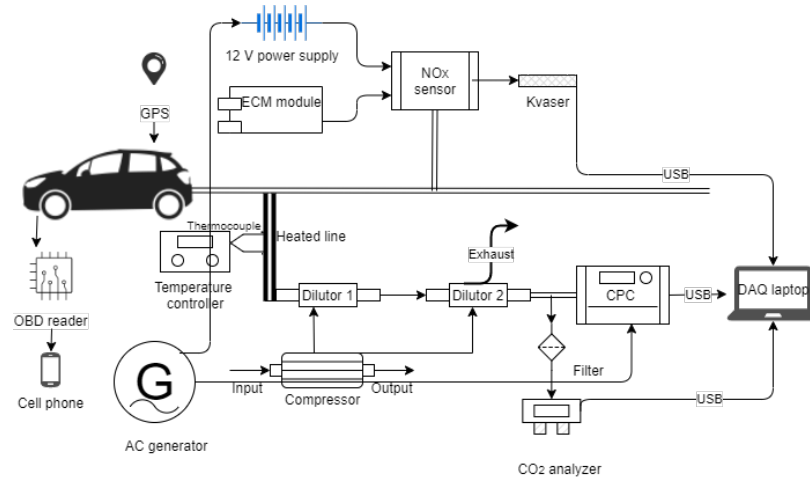 12 V power supply
ECM module
NOx
sensor
Kvaser
GPS
USB
Thermocouple
Heated line
Exhaust
Temperature
controller
Dilutor 1
Dilutor 2
CPC
USB
DAQ laptop
OBD reader
Cell phone
G
Input
Output
Compressor
Filter
USB
AC generator
CO2 analyzer